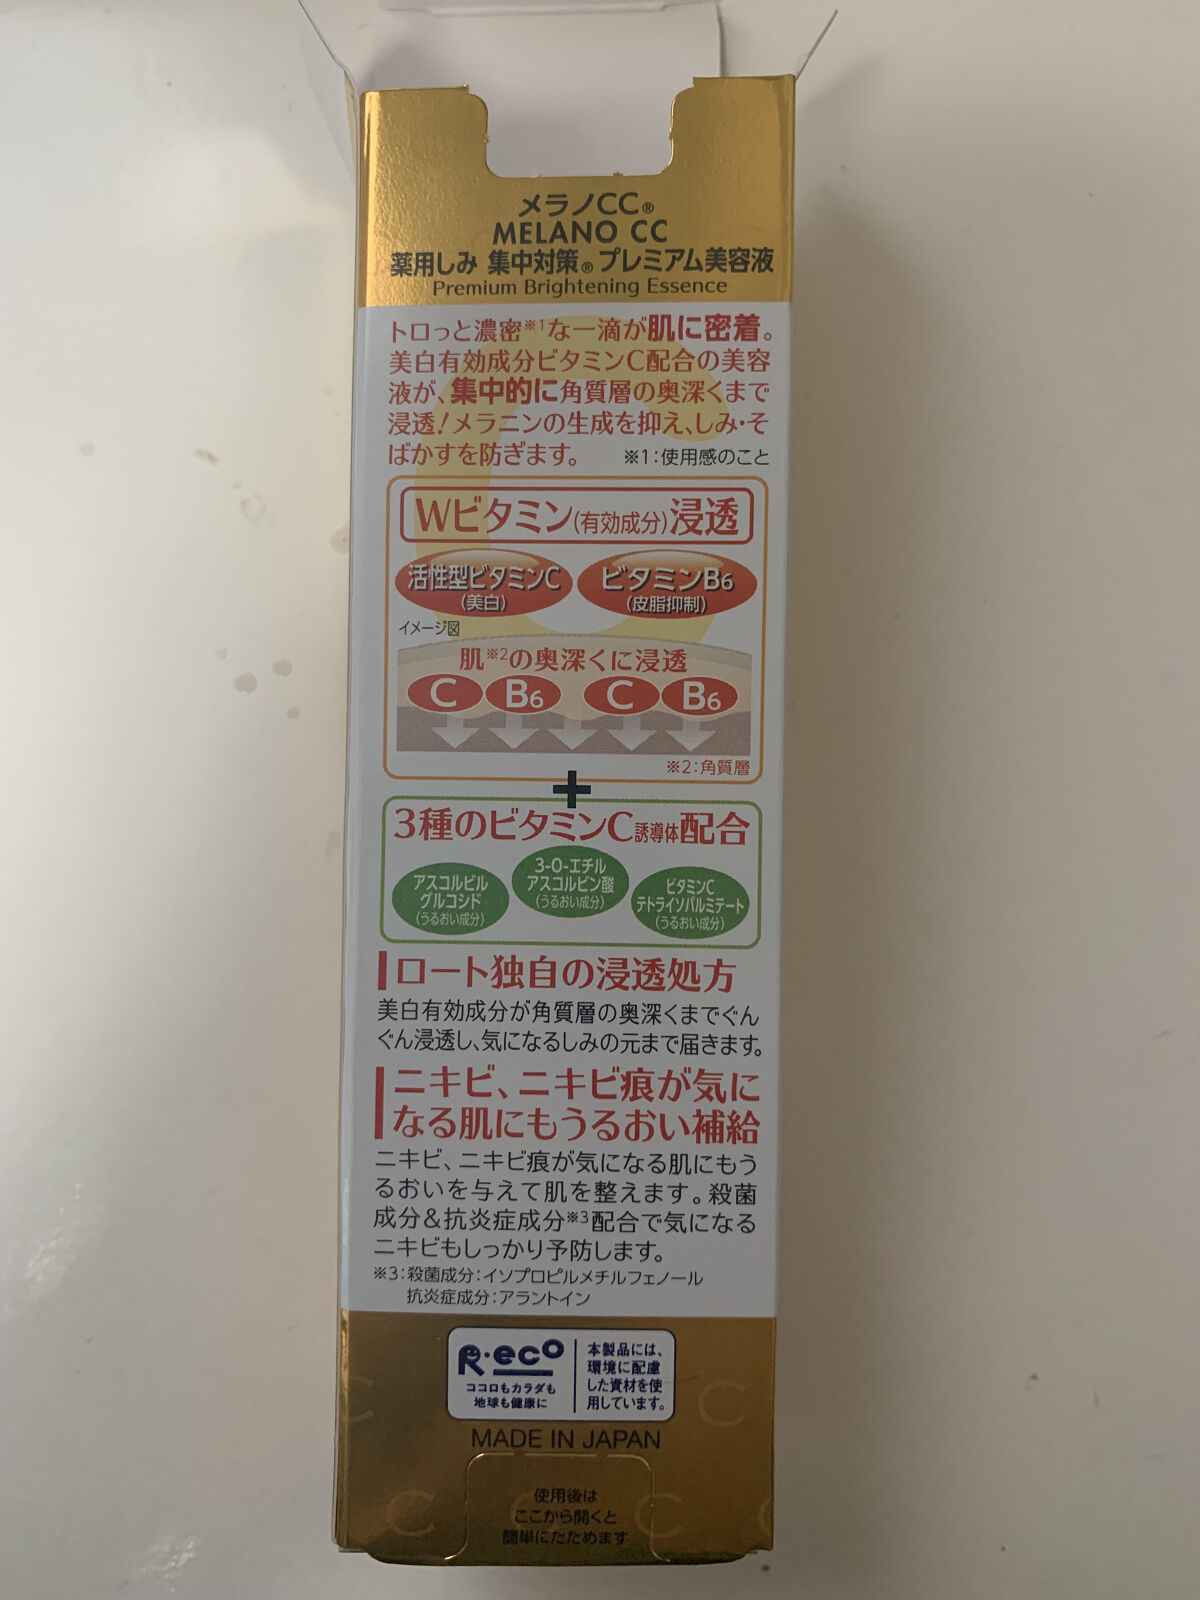 メラノCC®
MELANO CC
薬用しみ 集中対策® プレミアム美容液
Premium Brightening Essence
トロっと濃密※1な一滴が肌に密着。
美白有効成分ビタミンC配合の美容
液が、集中的に角質層の奥深くまで
浸透!メラニンの生成を抑え、しみ・そ
ばかすを防ぎます。 ※1:使用感のこと
Wビタミン(有効成分)浸透
活性型ビタミンC
(美白)
ビタミンB6
(皮脂抑制)
イメージ図
肌※2の奥深くに浸透
C B6 C B6
※2:角質層
+
3種のビタミンC誘導体配合
アスコルビル
グルコシド
(うるおい成分)
3-O-エチル
アスコルビン酸
(うるおい成分)
ビタミンC
テトライソパルミテート
(うるおい成分)
ロート独自の浸透処方
美白有効成分が角質層の奥深くまでぐん
ぐん浸透し、気になるしみの元まで届きます。
ニキビ、ニキビ痕が気に
なる肌にもうるおい補給
ニキビ、ニキビ痕が気になる肌にもう
るおいを与えて肌を整えます。殺菌
成分&抗炎症成分※3配合で気になる
ニキビもしっかり予防します。
※3:殺菌成分:イソプロピルメチルフェノール
抗炎症成分:アラントイン
R・eco
ココロもカラダも
地球も健康に
本製品には、
環境に配慮
した資材を使
用しています。
MADE IN JAPAN
使用後は
ここから開くと
簡単にたためます